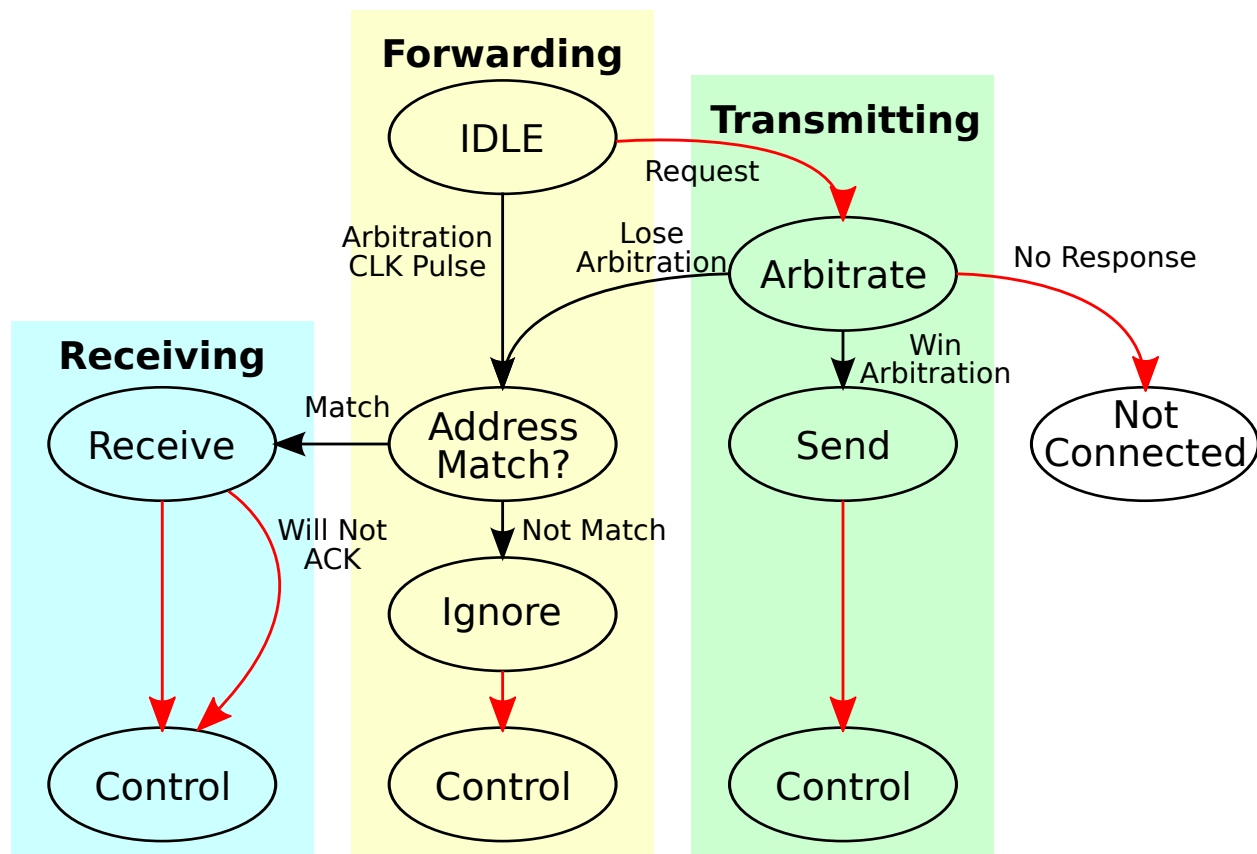 Forwarding
IDLE
Transmitting
Request
Arbitration
CLK Pulse
Lose
Arbitration
Arbitrate
No Response
Receiving
Win
Arbitration
Match
Receive
Address
Match?
Send
Not
Connected
Will Not
ACK
Not Match
Ignore
Control
Control
Control